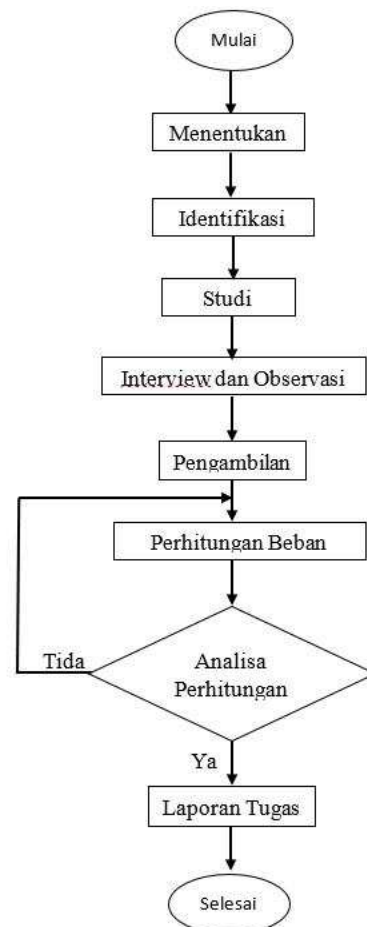 Mulai
Menentukan
Identifikasi
Studi
Interview dan Observasi
Pengambilan
Perhitungan Beban
Tida
Analisa
Perhitungan
Ya
Laporan Tugas
Selesai